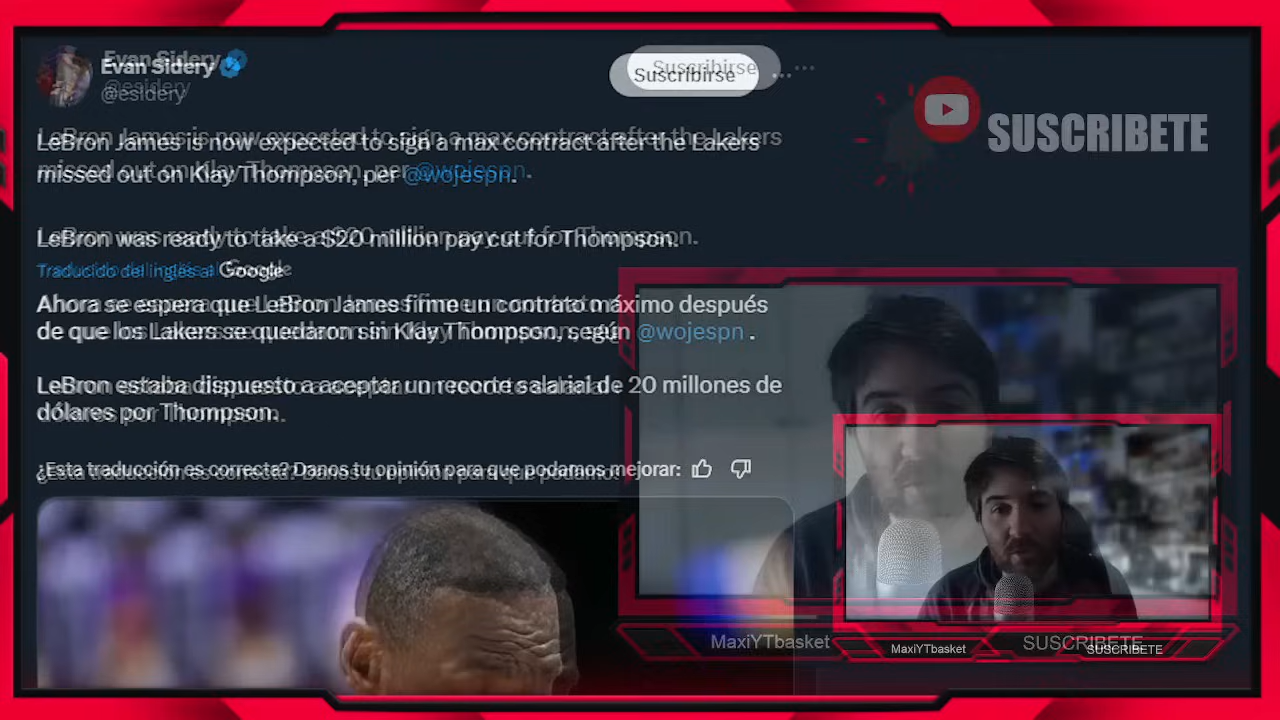 Evan Sidery
@esidery
Suscribirse
SUSCRIBETE
LeBron James is now expected to sign a max contract after the Lakers
missed out on Klay Thompson, per @wojespn.
LeBron was ready to take a $20 million pay cut for Thompson.
Traducido del inglés al Google
Ahora se espera que LeBron James firme un contrato máximo después
de que los Lakers se quedaron sin Klay Thompson, según @wojespn .
LeBron estaba dispuesto a aceptar un recorte salarial de 20 millones de
dólares por Thompson.
¿Esta traducción es correcta? Danos tu opinión para que podamos mejorar:
MaxiYTbasket
SUSCRIBETE
MaxiYTbasket
SUSCRIBETE